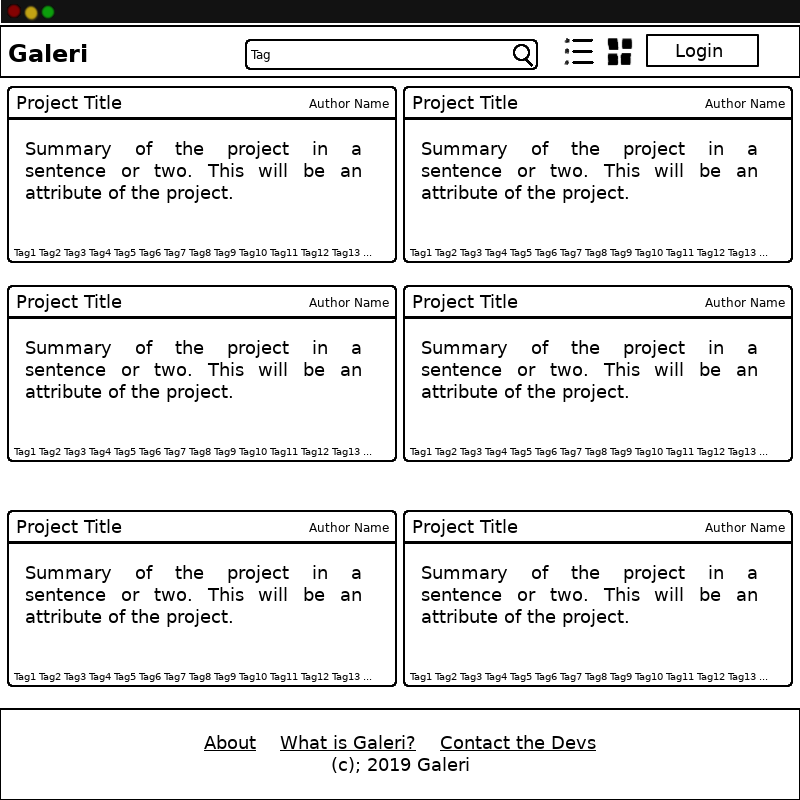 Galeri Tag Login
Project Title Author Name
Summary of the project in a
sentence or two. This will be an
attribute of the project.
Tag1 Tag2 Tag3 Tag4 Tag5 Tag6 Tag7 Tag8 Tag9 Tag10 Tag11 Tag12 Tag13 ...
Project Title Author Name
Summary of the project in a
sentence or two. This will be an
attribute of the project.
Tag1 Tag2 Tag3 Tag4 Tag5 Tag6 Tag7 Tag8 Tag9 Tag10 Tag11 Tag12 Tag13 ...
Project Title Author Name
Summary of the project in a
sentence or two. This will be an
attribute of the project.
Tag1 Tag2 Tag3 Tag4 Tag5 Tag6 Tag7 Tag8 Tag9 Tag10 Tag11 Tag12 Tag13 ...
Project Title Author Name
Summary of the project in a
sentence or two. This will be an
attribute of the project.
Tag1 Tag2 Tag3 Tag4 Tag5 Tag6 Tag7 Tag8 Tag9 Tag10 Tag11 Tag12 Tag13 ...
Project Title Author Name
Summary of the project in a
sentence or two. This will be an
attribute of the project.
Tag1 Tag2 Tag3 Tag4 Tag5 Tag6 Tag7 Tag8 Tag9 Tag10 Tag11 Tag12 Tag13 ...
Project Title Author Name
Summary of the project in a
sentence or two. This will be an
attribute of the project.
Tag1 Tag2 Tag3 Tag4 Tag5 Tag6 Tag7 Tag8 Tag9 Tag10 Tag11 Tag12 Tag13 ...
About What is Galeri? Contact the Devs
(c); 2019 Galeri